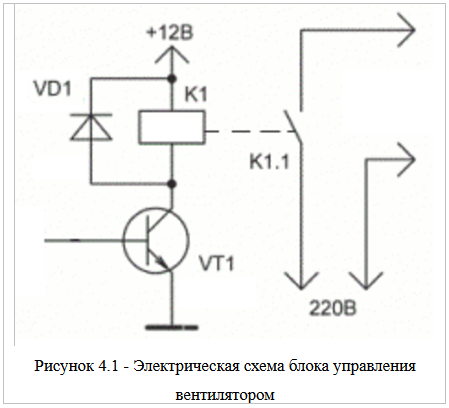 +12В
VD1
K1
K1.1
VT1
220В
Рисунок 4.1 - Электрическая схема блока управления
вентилятором